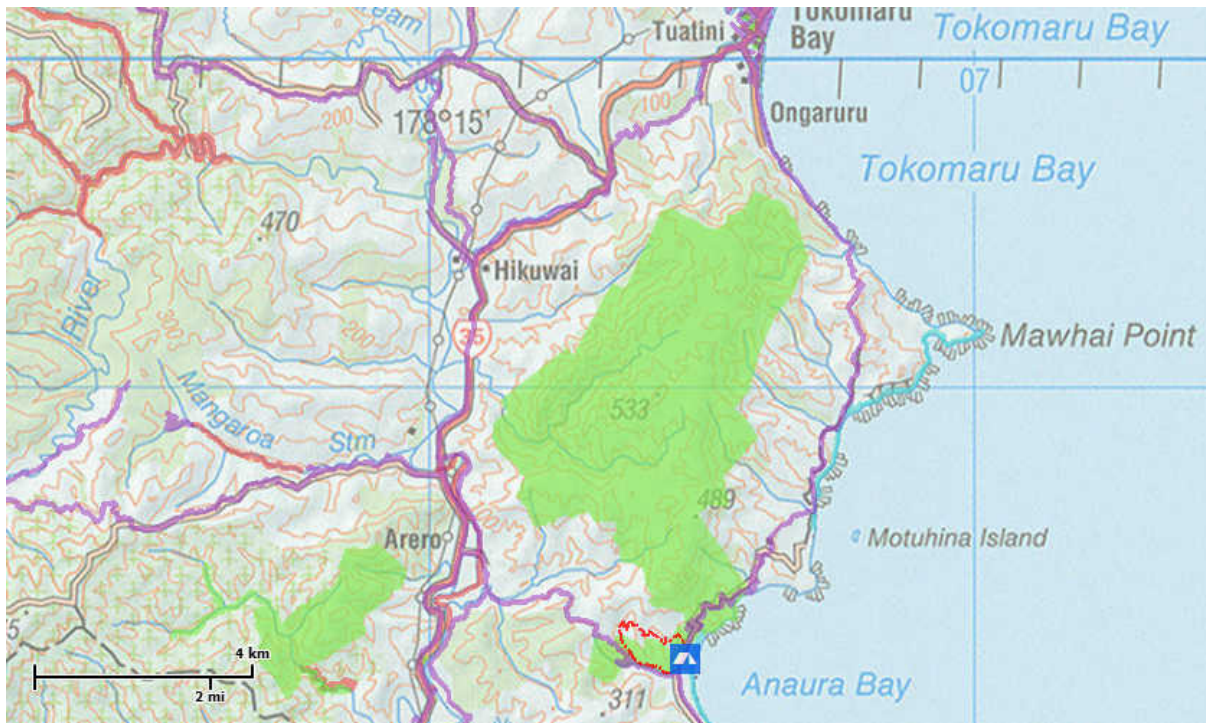 Tokomaru
Bay
Tuatini
Tokomaru Bay
07
100
Ongaruru
200
178°15'
Tokomaru Bay
470
Hikuwai
River
300
200
35
Mawhai Point
Mangaroa
Stm
533
489
Arero
Motuhina Island
4 km
2 mi
311
Anaura Bay